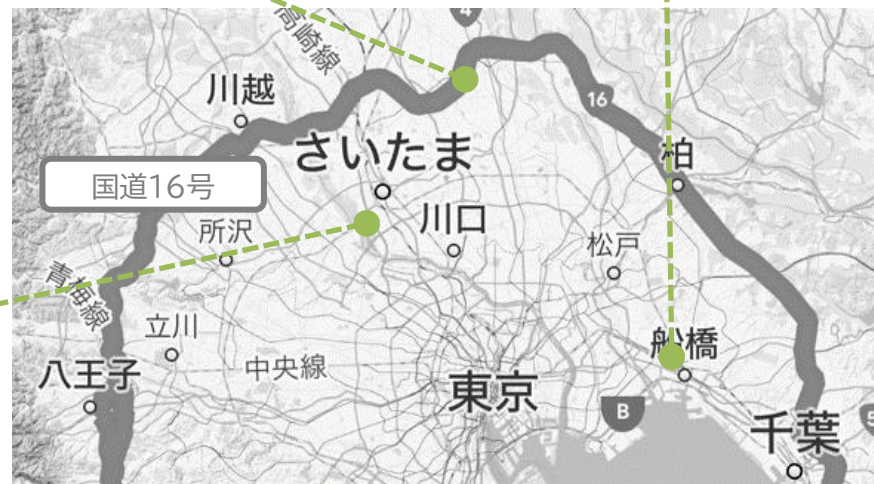 4
高崎線
川越
16
さいたま
柏
国道16号
川口
所沢
松戸
青梅線
立川
船橋
八王子
中央線
東京
B
千葉
5